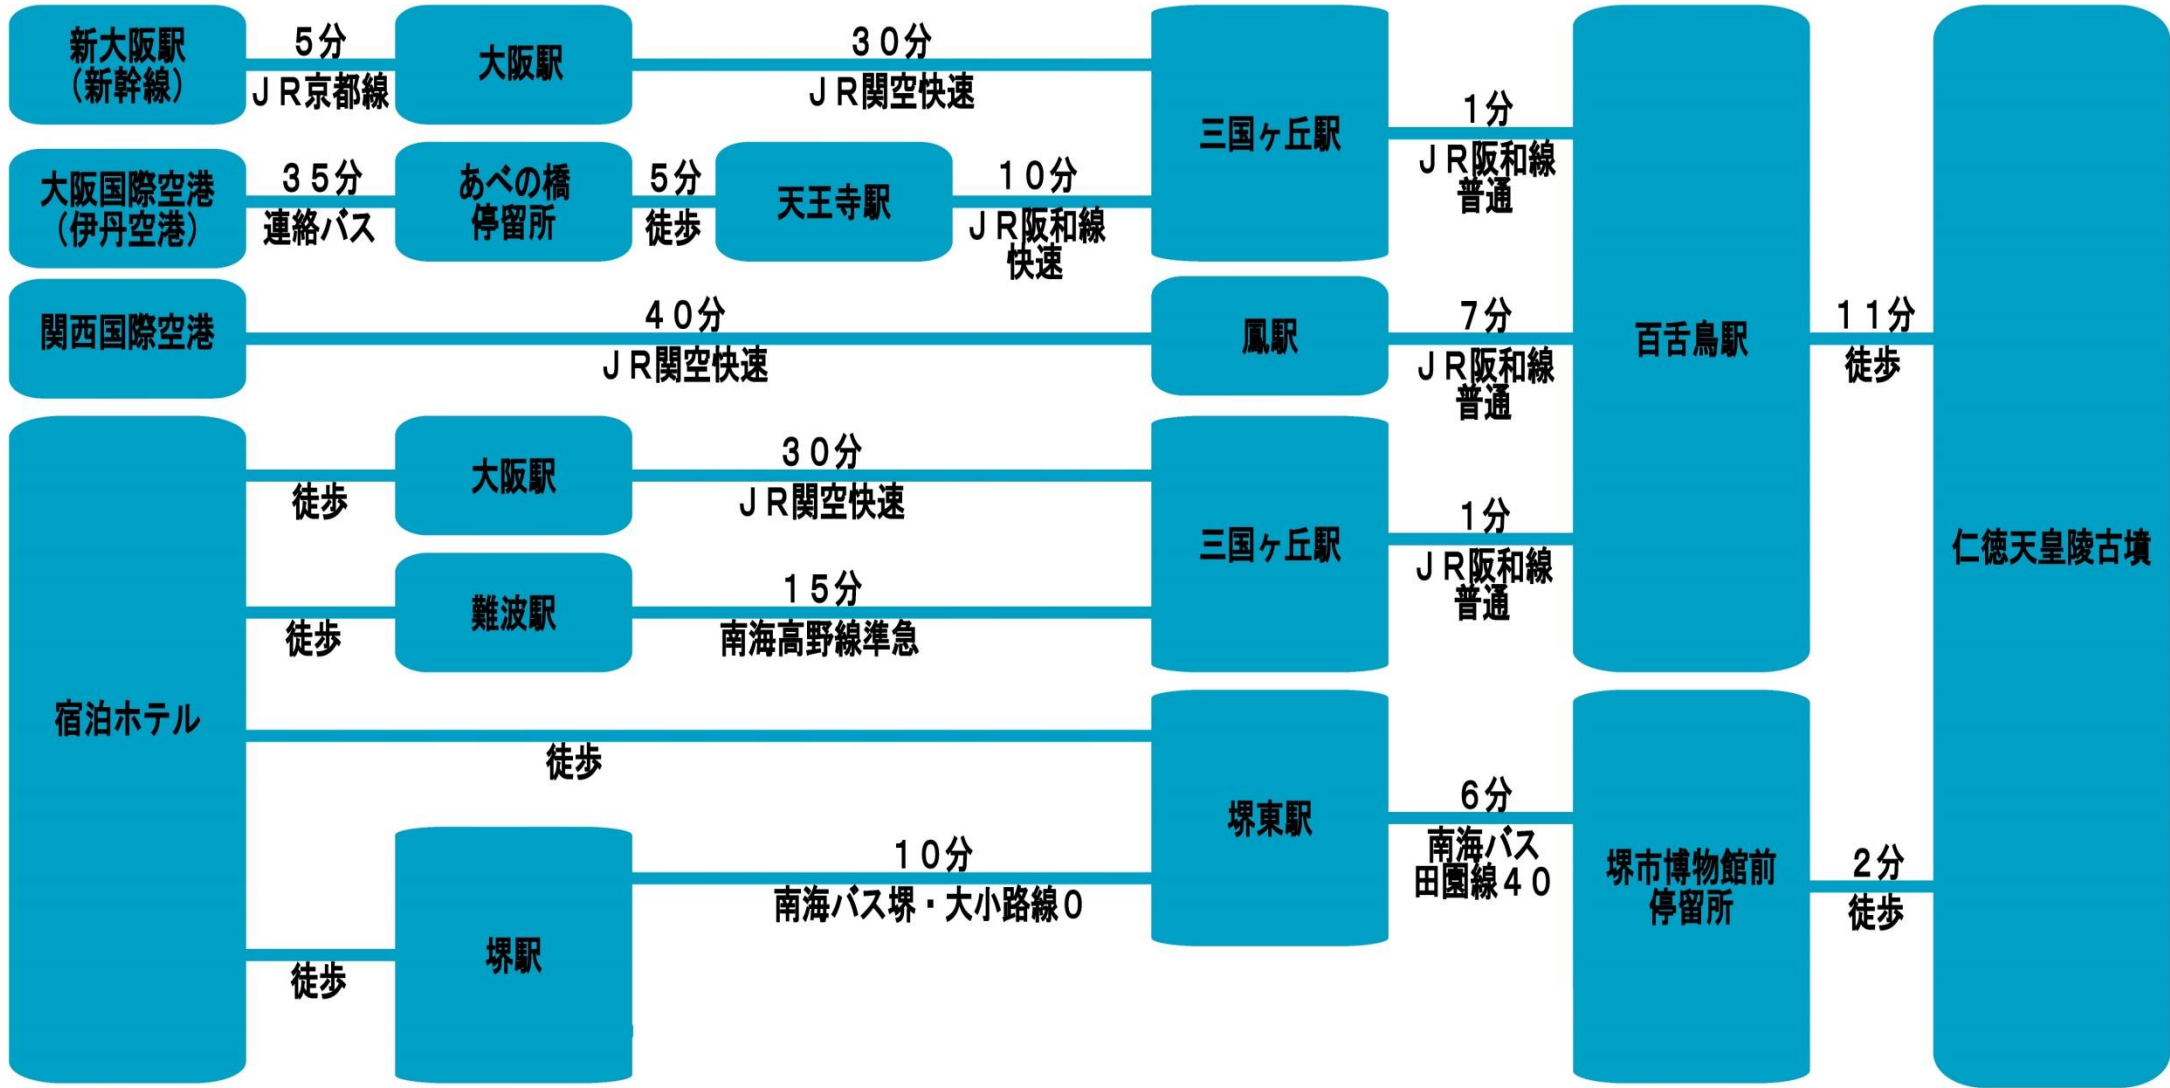 新大阪駅
（新幹線）
５分
ＪＲ京都線
大阪駅
３０分
ＪＲ関空快速
三国ヶ丘駅
１分
ＪＲ阪和線
普通
大阪国際空港
（伊丹空港）
３５分
連絡バス
あべの橋
停留所
５分
徒歩
天王寺駅
１０分
ＪＲ阪和線
快速
関西国際空港
４０分
ＪＲ関空快速
鳳駅
７分
ＪＲ阪和線
普通
百舌鳥駅
１１分
徒歩
仁徳天皇陵古墳
宿泊ホテル
徒歩
大阪駅
３０分
ＪＲ関空快速
三国ヶ丘駅
１分
ＪＲ阪和線
普通
徒歩
難波駅
１５分
南海高野線準急
徒歩
堺東駅
６分
南海バス
田園線４０
堺市博物館前
停留所
２分
徒歩
徒歩
堺駅
１０分
南海バス堺・大小路線０